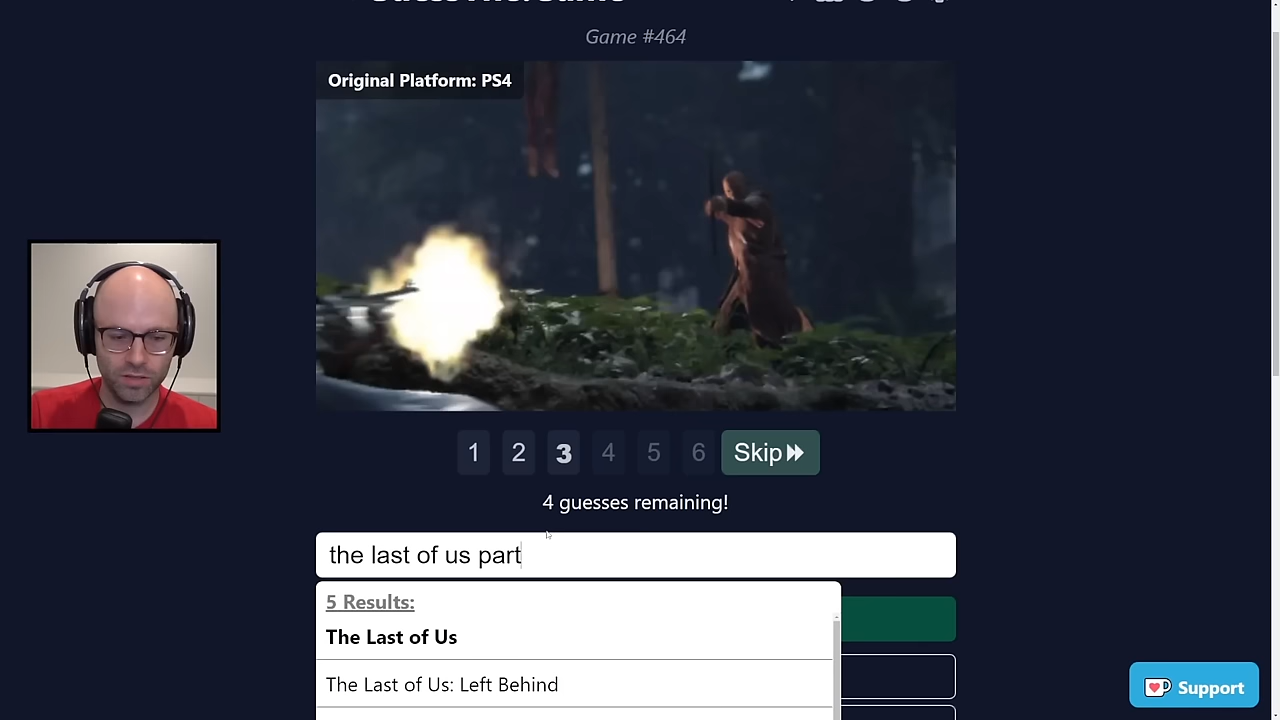 Game #464
Original Platform: PS4
1 2 3 4 5 6 Skip
4 guesses remaining!
the last of us part
5 Results:
The Last of Us
The Last of Us: Left Behind
Support